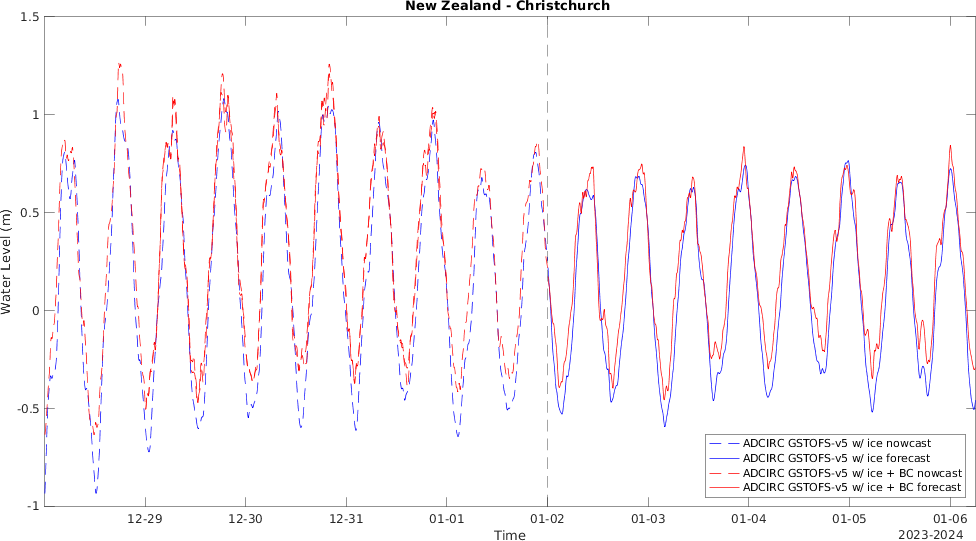 New Zealand - Christchurch
Water Level (m)
1.5
1
0.5
0
-0.5
-1
12-29
12-30
12-31
01-01
01-02
01-03
01-04
01-05
01-06
Time
2023-2024
ADCIRC GSTOFS-v5 w/ ice nowcast
ADCIRC GSTOFS-v5 w/ ice forecast
ADCIRC GSTOFS-v5 w/ ice + BC nowcast
ADCIRC GSTOFS-v5 w/ ice + BC forecast